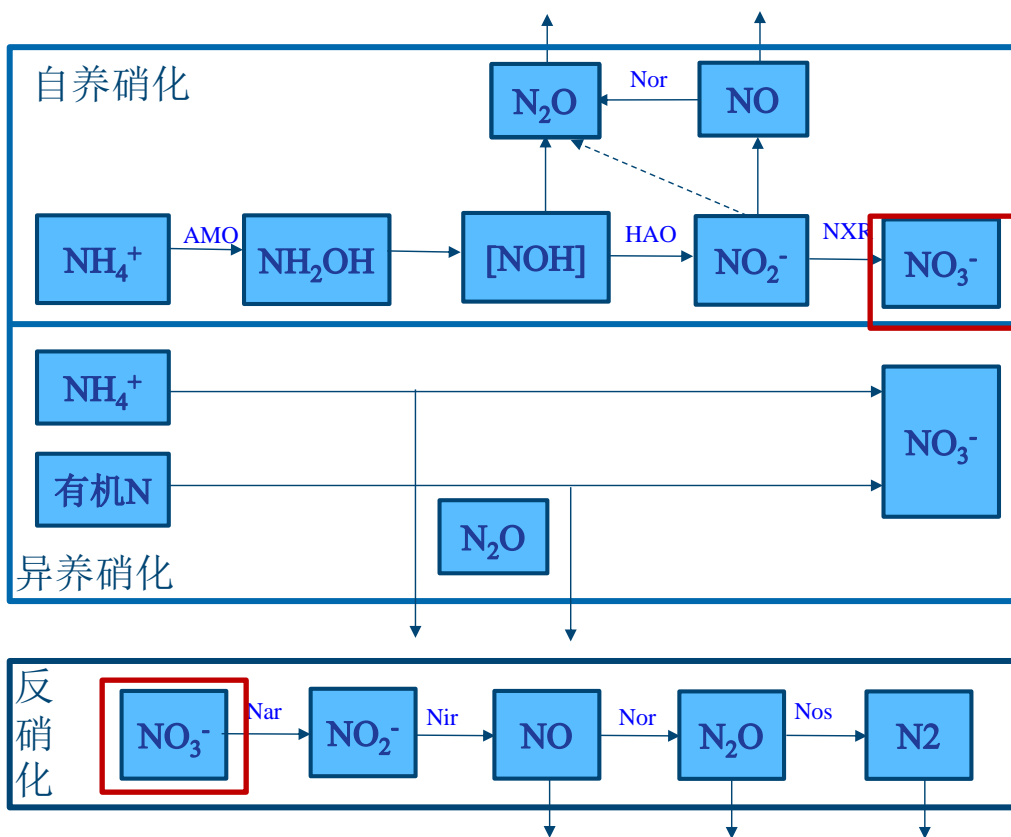 自养硝化
N₂O
Nor
NO
NH₄⁺
AMO
NH₂OH
[NOH]
HAO
NO₂⁻
NXR
NO₃⁻
NH₄⁺
NO₃⁻
有机N
N₂O
异养硝化
反硝化
NO₃⁻
Nar
NO₂⁻
Nir
NO
Nor
N₂O
Nos
N2